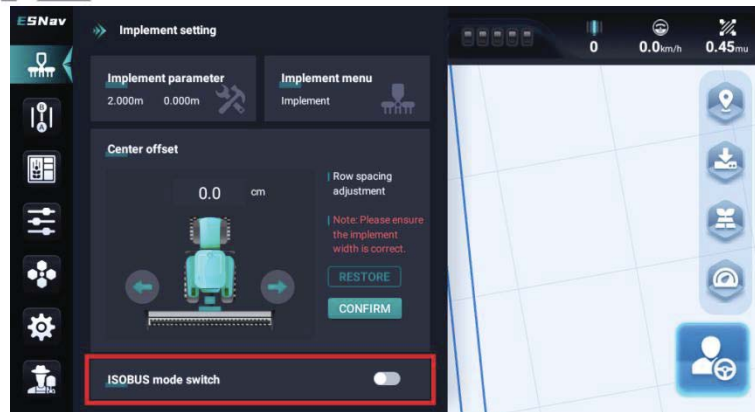 ESNav
Implement setting
0
0.0km/h
0.45mu
Implement parameter
2.000m 0.000m
Implement menu
Implement
Center offset
0.0 cm
Row spacing
adjustment
Note: Please ensure
the implement
width is correct.
RESTORE
CONFIRM
ISOBUS mode switch